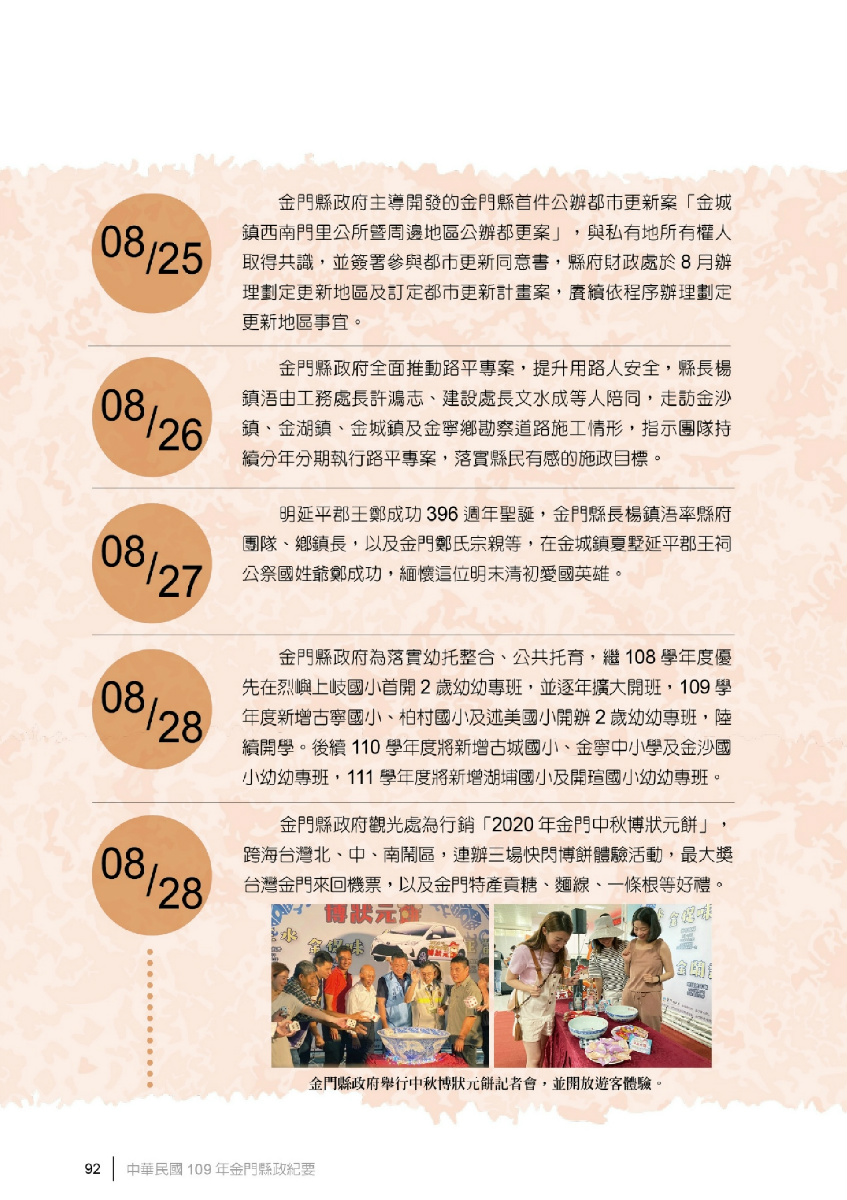 08/25
金門縣政府主導開發的金門縣首件公辦都市更新案「金城
鎮西南門里公所暨周邊地區公辦都更案」，與私有地所有權人
取得共識，並簽署參與都市更新同意書，縣府財政處於 8 月辦
理劃定更新地區及訂定都市更新計畫案，賡續依程序辦理劃定
更新地區事宜。
08/26
金門縣政府全面推動路平專案，提升用路人安全，縣長楊
鎮浯由工務處長許鴻志、建設處長文水成等人陪同，走訪金沙
鎮、金湖鎮、金城鎮及金寧鄉勘察道路施工情形，指示團隊持
續分年分期執行路平專案，落實縣民有感的施政目標。
08/27
明延平郡王鄭成功 396 週年聖誕，金門縣長楊鎮浯率縣府
團隊、鄉鎮長，以及金門鄭氏宗親等，在金城鎮夏墅延平郡王祠
公祭國姓爺鄭成功，緬懷這位明末清初愛國英雄。
08/28
金門縣政府為落實幼托整合、公共托育，繼 108 學年度優
先在烈嶼上岐國小首開 2 歲幼幼專班，並逐年擴大開班，109 學
年度新增古寧國小、柏村國小及述美國小開辦 2 歲幼幼專班，陸
續開學。後續 110 學年度將新增古城國小、金寧中小學及金沙國
小幼幼專班，111 學年度將新增湖埔國小及開瑄國小幼幼專班。
08/28
金門縣政府觀光處為行銷「2020 年金門中秋博狀元餅」，
跨海台灣北、中、南鬧區，連辦三場快閃博餅體驗活動，最大獎
台灣金門來回機票，以及金門特產貢糖、麵線、一條根等好禮。
博狀元
金門縣政府舉行中秋博狀元餅記者會，並開放遊客體驗。
92
中華民國 109 年金門縣政紀要